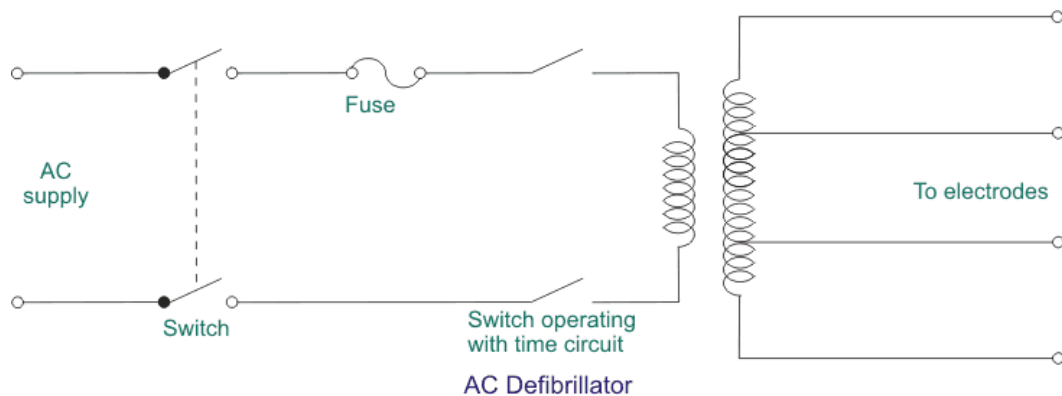 Fuse
AC
supply
To electrodes
Switch
Switch operating
with time circuit
AC Defibrillator